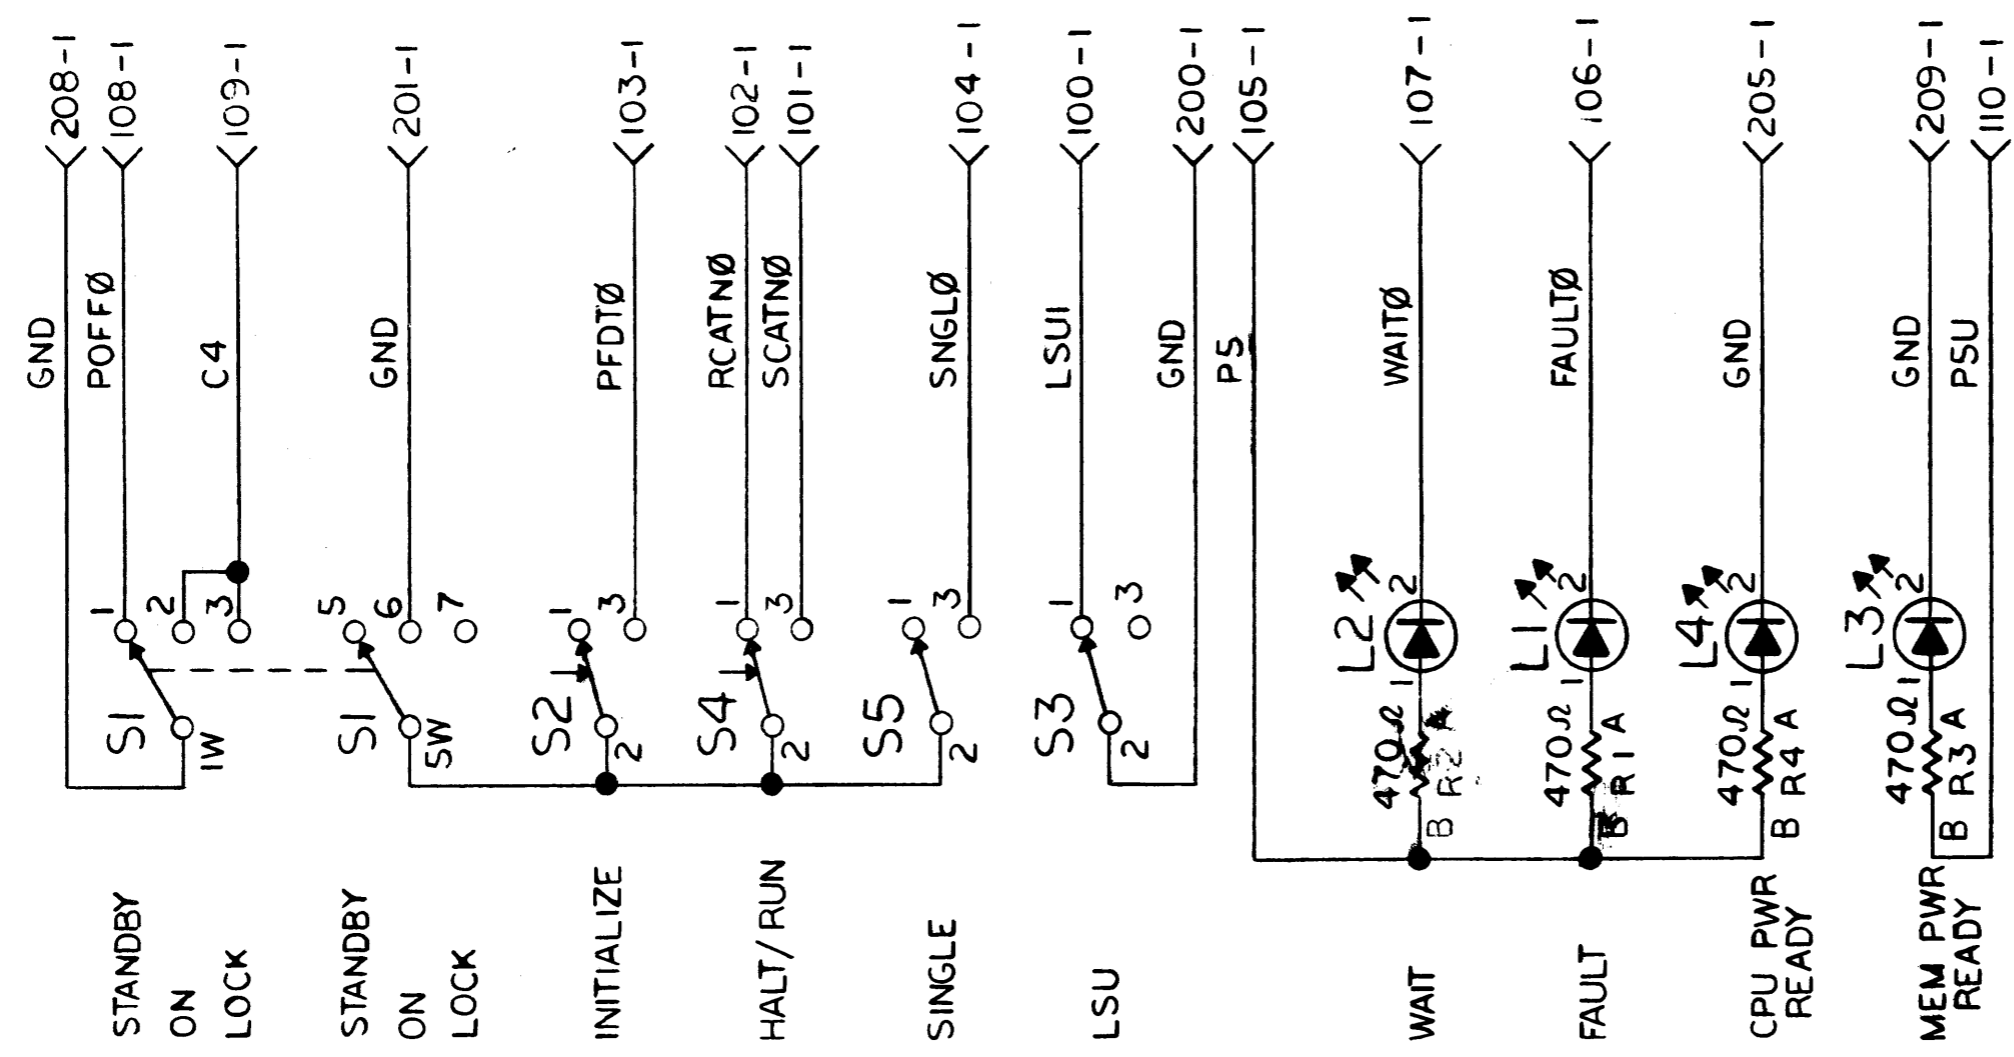 208-1
GND
108-1
POFFØ
1
109-1
C4
2
3
S1
1W
STANDBY
ON
LOCK
201-1
GND
5
6
7
S1
5W
STANDBY
ON
LOCK
103-1
PFDTØ
1
3
S2
2
INITIALIZE
102-1
RCATNØ
101-1
SCATNØ
1
3
S4
2
HALT/RUN
104-1
SNGLØ
1
3
S5
2
SINGLE
100-1
LSU1
200-1
GND
1
3
S3
2
LSU
105-1
P5
107-1
WAITØ
L2
2
1
470Ω
B R2 A
WAIT
106-1
FAULTØ
L1
2
1
470Ω
B R1 A
FAULT
205-1
GND
L4
2
1
470Ω
B R4 A
CPU PWR
READY
209-1
GND
110-1
P5U
L3
2
1
470Ω
B R3 A
MEM PWR
READY